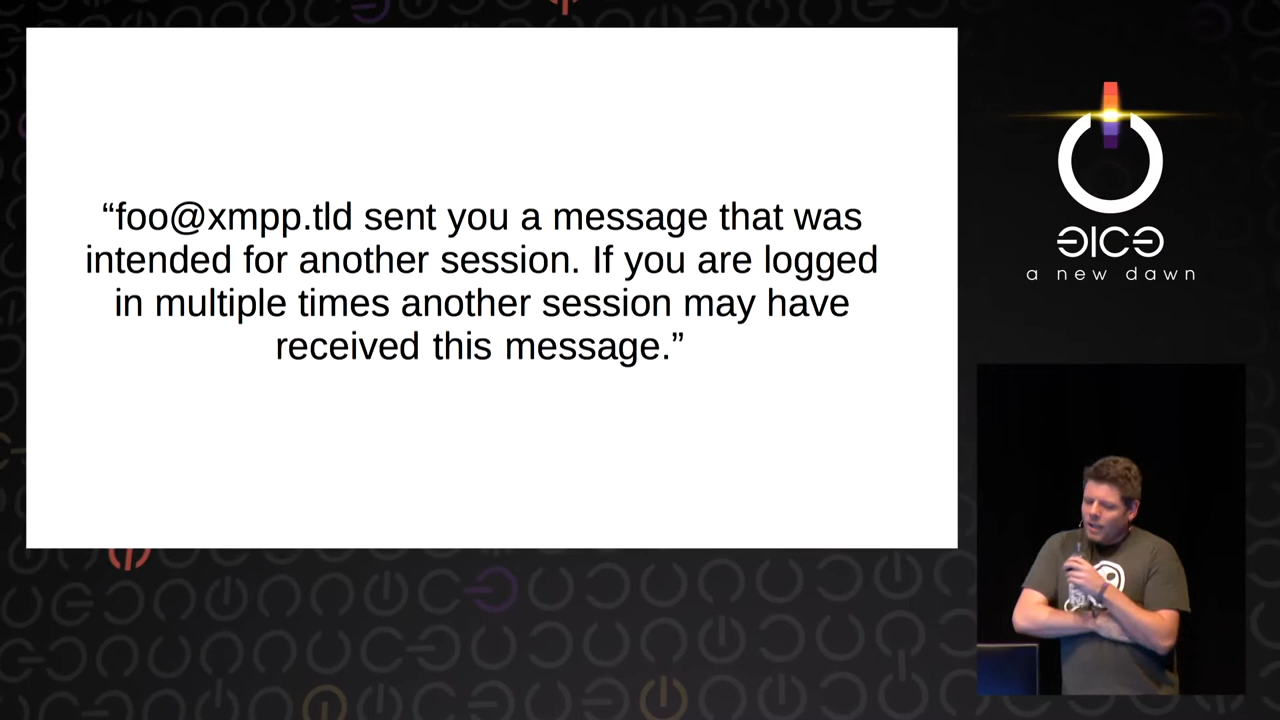 “foo@xmpp.tld sent you a message that was
intended for another session. If you are logged
in multiple times another session may have
received this message.”
a new dawn